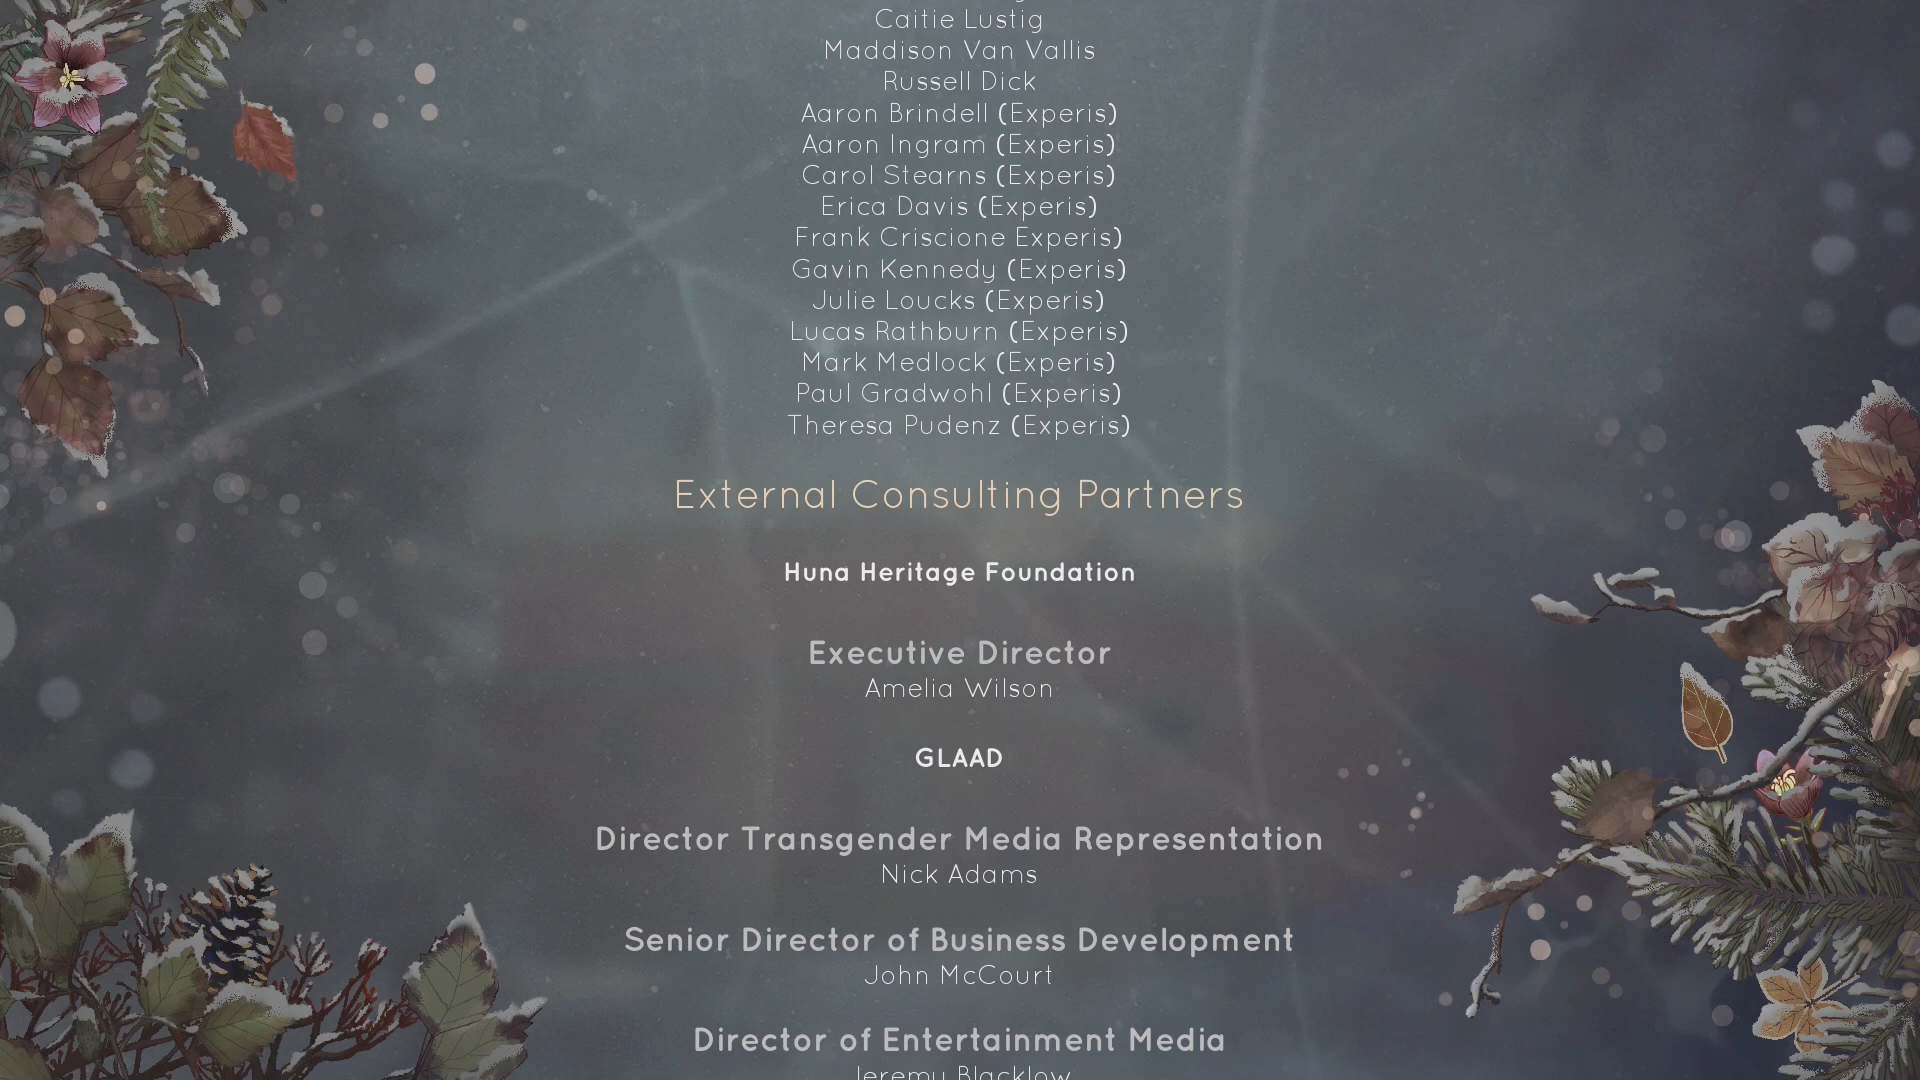 Caitie Lustig
Maddison Van Vallis
Russell Dick
Aaron Brindell (Experis)
Aaron Ingram (Experis)
Carol Stearns (Experis)
Erica Davis (Experis)
Frank Criscione Experis)
Gavin Kennedy (Experis)
Julie Loucks (Experis)
Lucas Rathburn (Experis)
Mark Medlock (Experis)
Paul Gradwohl (Experis)
Theresa Pudenz (Experis)
External Consulting Partners
Huna Heritage Foundation
Executive Director
Amelia Wilson
GLAAD
Director Transgender Media Representation
Nick Adams
Senior Director of Business Development
John McCourt
Director of Entertainment Media
Jeremy Blacklow